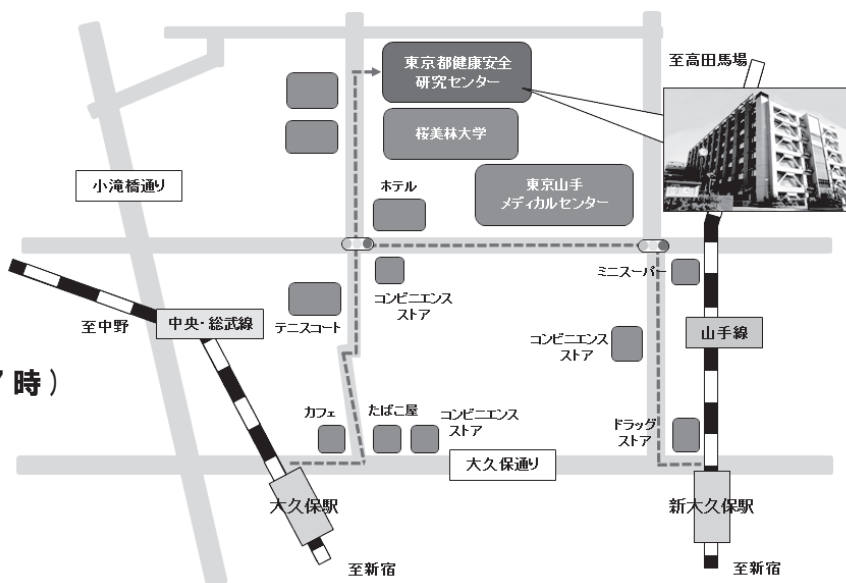 東京都健康安全
研究センター
至高田馬場
桜美林大学
小滝橋通り
ホテル
東京山手
メディカルセンター
ミニスーパー
コンビニエンス
ストア
至中野
中央・総武線
テニスコート
コンビニエンス
ストア
山手線
7時)
カフェ
たばこ屋
コンビニエンス
ストア
ドラッグ
ストア
大久保通り
大久保駅
新大久保駅
至新宿
至新宿